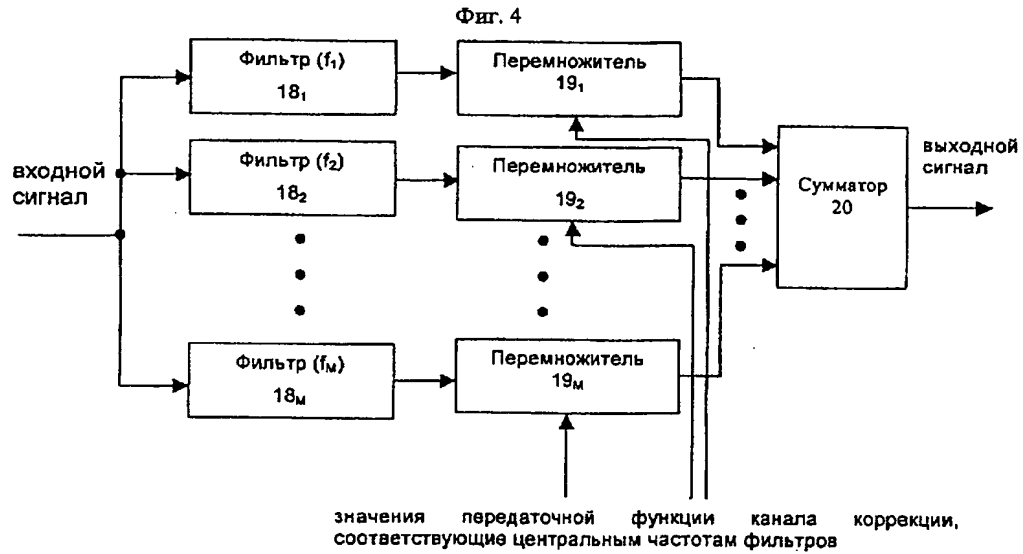 Фиг. 4
Фильтр (f₁)
18₁
Перемножитель
19₁
Фильтр (f₂)
18₂
Перемножитель
19₂
входной
сигнал
Сумматор
20
выходной
сигнал
Фильтр (fₘ)
18ₘ
Перемножитель
19ₘ
значения передаточной функции канала коррекции,
соответствующие центральным частотам фильтров